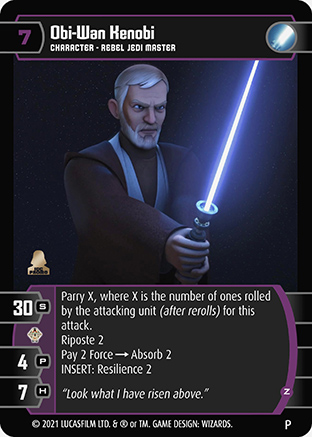 7 Obi-Wan Kenobi
CHARACTER - REBEL JEDI MASTER
30 S
4 P
7 H
Parry X, where X is the number of ones rolled
by the attacking unit (after rerolls) for this
attack.
Riposte 2
Pay 2 Force → Absorb 2
INSERT: Resilience 2
"Look what I have risen above."
Z
© 2021 LUCASFILM LTD. & ® or TM. GAME DESIGN: WIZARDS. P